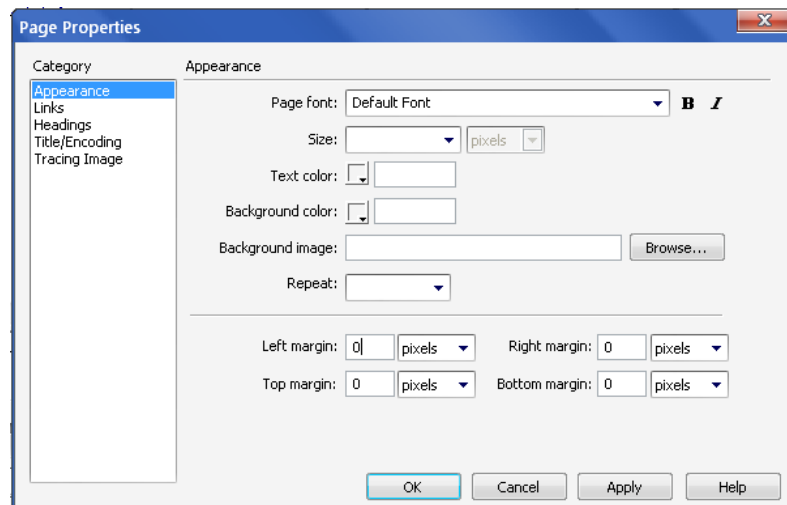 Page Properties
Category
Appearance
Links
Headings
Title/Encoding
Tracing Image
Appearance
Page font: Default Font B I
Size: pixels
Text color:
Background color:
Background image: Browse...
Repeat:
Left margin: 0 pixels Right margin: 0 pixels
Top margin: 0 pixels Bottom margin: 0 pixels
OK Cancel Apply Help